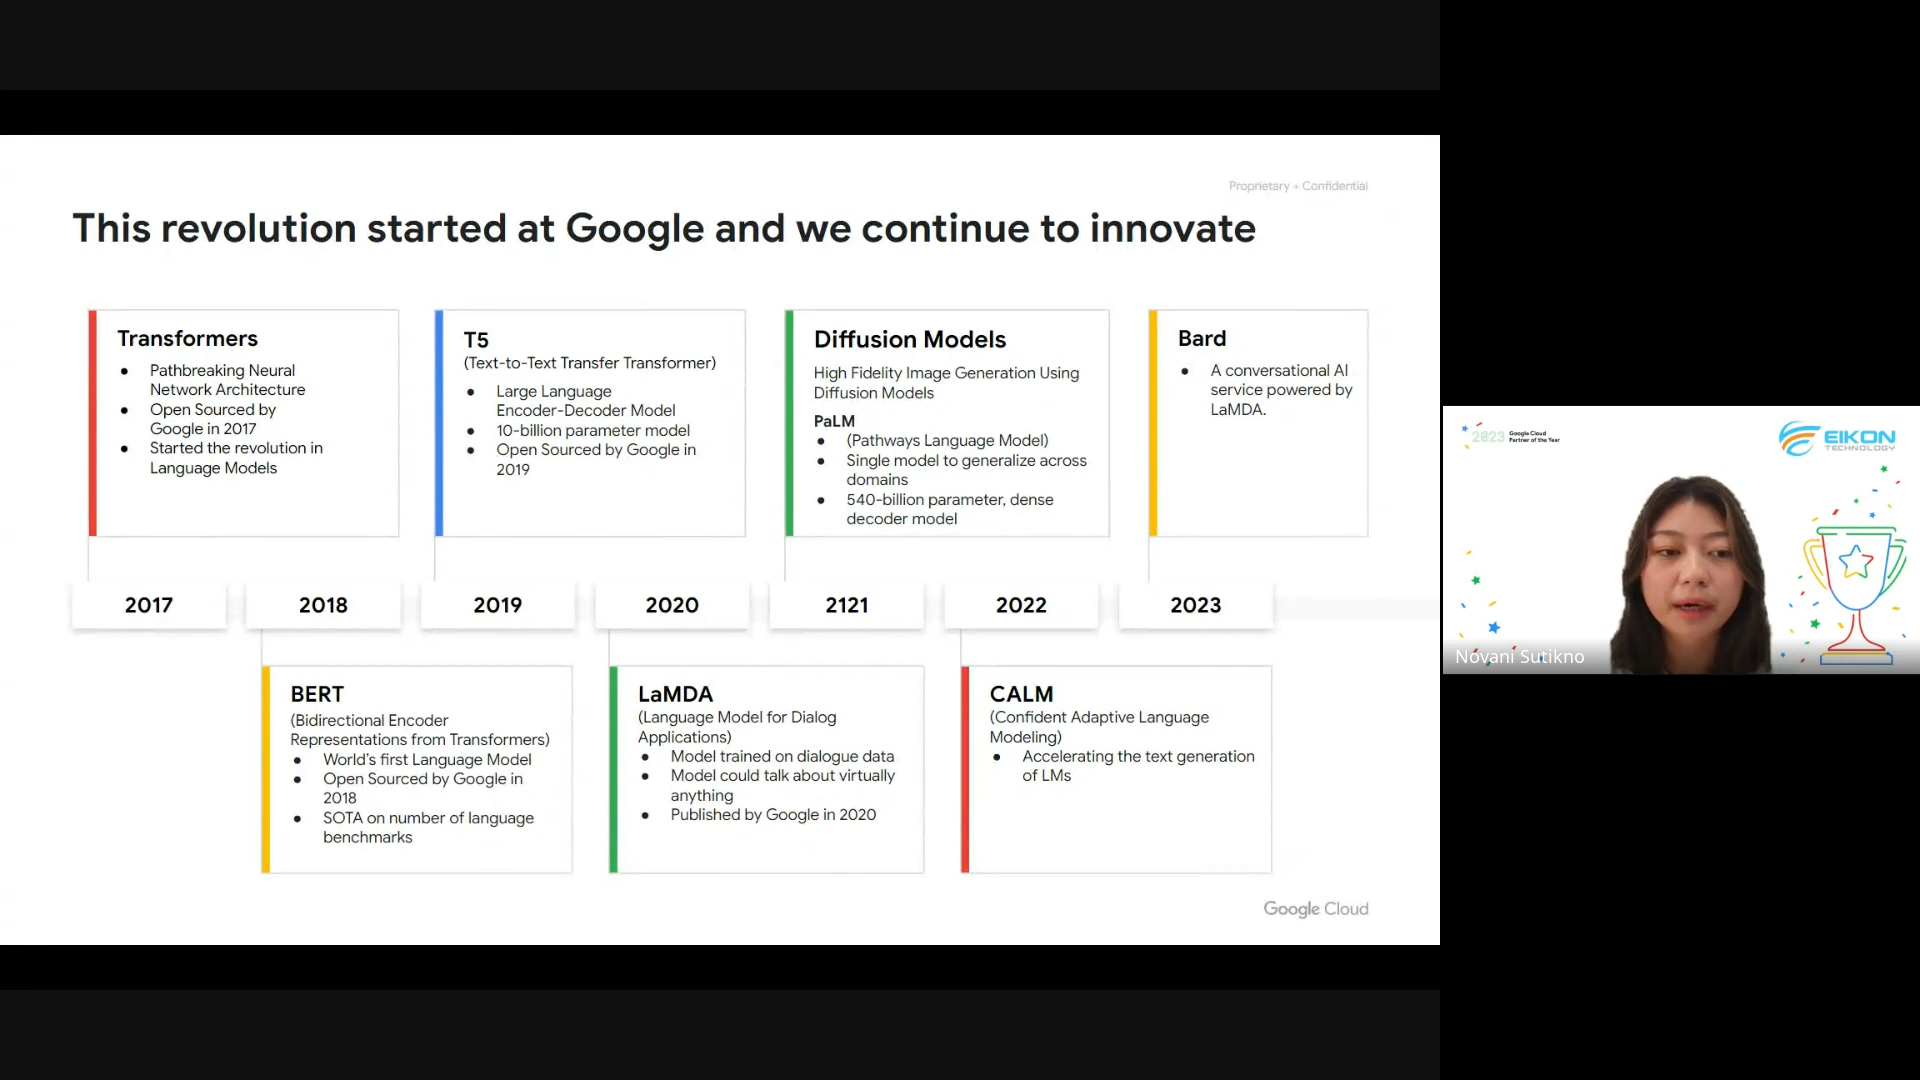 Proprietary + Confidential
This revolution started at Google and we continue to innovate
Transformers
● Pathbreaking Neural
Network Architecture
● Open Sourced by
Google in 2017
● Started the revolution in
Language Models
T5
(Text-to-Text Transfer Transformer)
● Large Language
Encoder-Decoder Model
● 10-billion parameter model
● Open Sourced by Google in
2019
Diffusion Models
High Fidelity Image Generation Using
Diffusion Models
PaLM
● (Pathways Language Model)
● Single model to generalize across
domains
● 540-billion parameter, dense
decoder model
Bard
● A conversational AI
service powered by
LaMDA.
2017
2018
2019
2020
2121
2022
2023
BERT
(Bidirectional Encoder
Representations from Transformers)
● World's first Language Model
● Open Sourced by Google in
2018
● SOTA on number of language
benchmarks
LaMDA
(Language Model for Dialog
Applications)
● Model trained on dialogue data
● Model could talk about virtually
anything
● Published by Google in 2020
CALM
(Confident Adaptive Language
Modeling)
● Accelerating the text generation
of LMs
Google Cloud
2023 Google Cloud
Partner of the Year
EIKON
TECHNOLOGY
Novani Sutikno